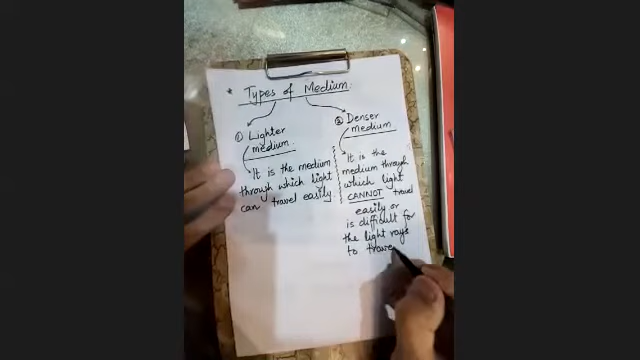 * Types of Medium
① Lighter
medium
It is the medium
through which light
can travel easily
② Denser
medium
It is the
medium through
which light
CANNOT travel
easily or
is difficult for
the light rays
to trave